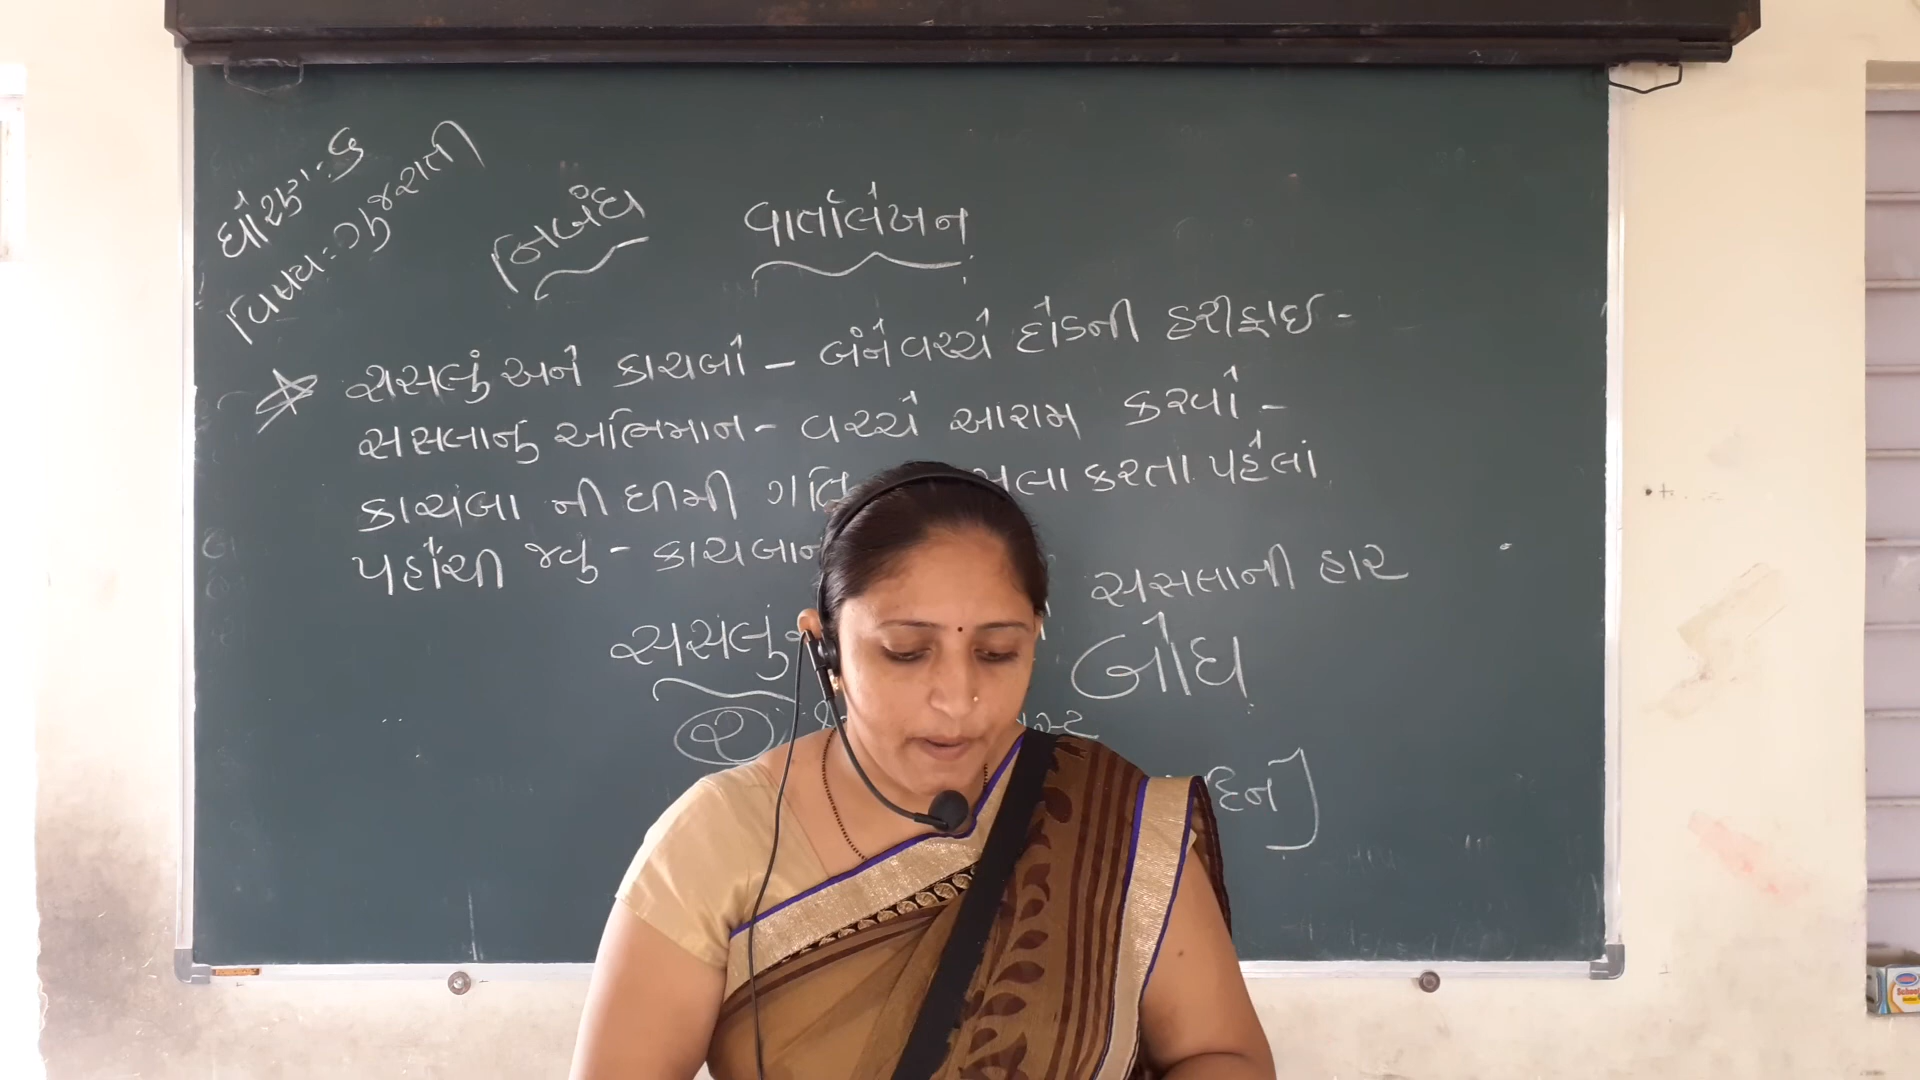 ધોરણ:- ૬
વિષય:- ગુજરાતી
નિબંધ
વાર્તાલેખન
સસલું અને કાચબો - બંને વચ્ચે દોડની હરીફાઈ -
સસલાનું અભિમાન - વચ્ચે આરામ કરવો -
કાચબા ની ધીમી ગતિ કરતા પહેલાં
પહોંચી જવું - કાચબાની સસલાની હાર
સસલું બોધ
૨
દિન]